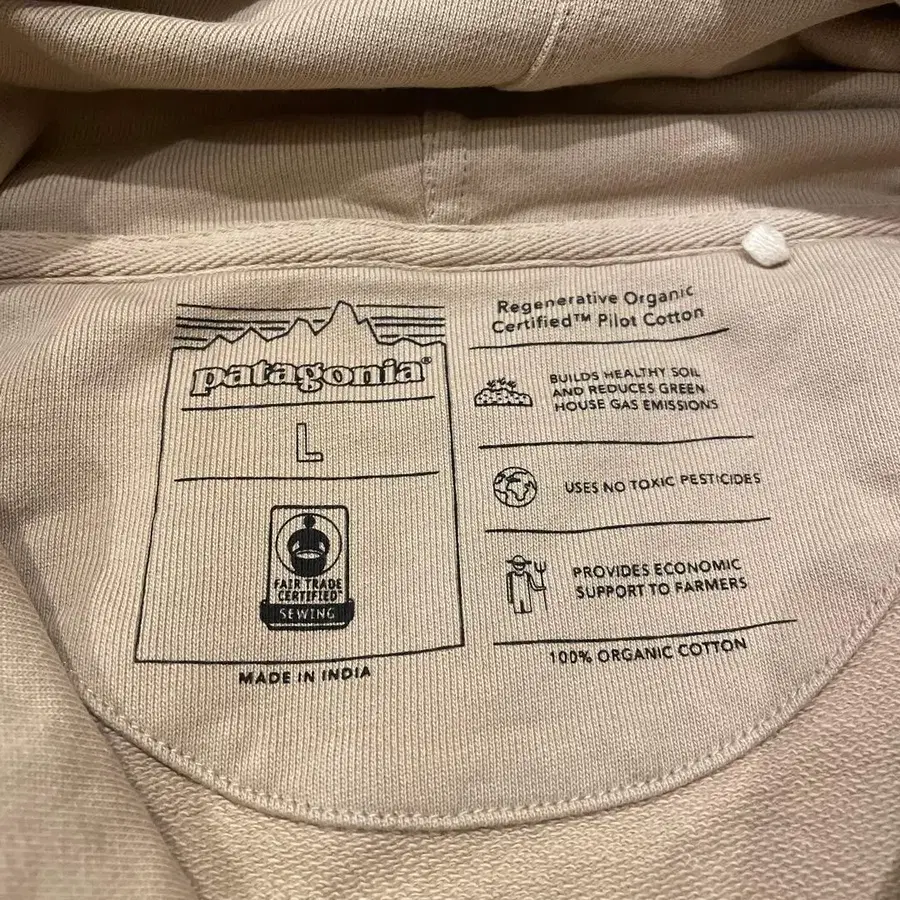 patagonia®
L
FAIR TRADE
CERTIFIED™
SEWING
MADE IN INDIA
Regenerative Organic
Certified™ Pilot Cotton
BUILDS HEALTHY SOIL
AND REDUCES GREEN
HOUSE GAS EMISSIONS
USES NO TOXIC PESTICIDES
PROVIDES ECONOMIC
SUPPORT TO FARMERS
100% ORGANIC COTTON